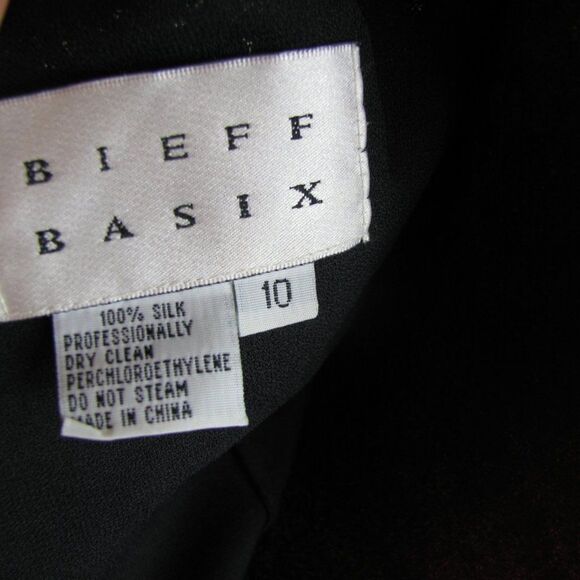 BIEFF
BASIX
10
100% SILK
PROFESSIONALLY
DRY CLEAN
PERCHLOROETHYLENE
DO NOT STEAM
MADE IN CHINA